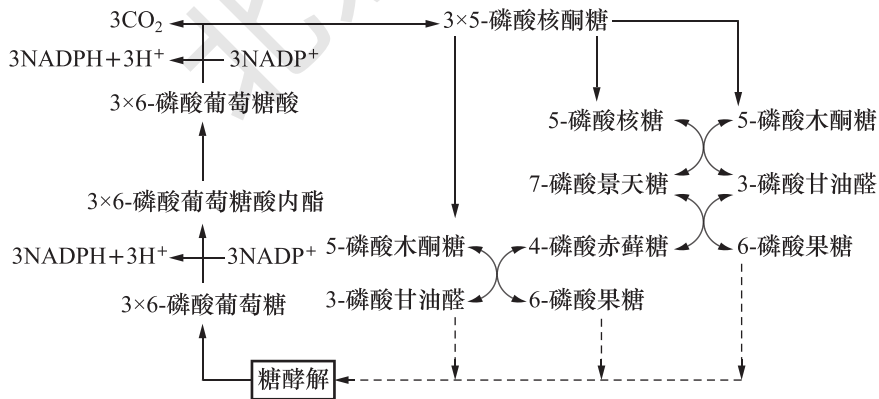 3CO₂
3×5-磷酸核酮糖
3NADPH+3H⁺
3NADP⁺
3×6-磷酸葡萄糖酸
5-磷酸核糖
5-磷酸木酮糖
7-磷酸景天糖
3-磷酸甘油醛
3×6-磷酸葡萄糖酸内酯
3NADPH+3H⁺
3NADP⁺
5-磷酸木酮糖
4-磷酸赤藓糖
6-磷酸果糖
3×6-磷酸葡萄糖
3-磷酸甘油醛
6-磷酸果糖
糖酵解